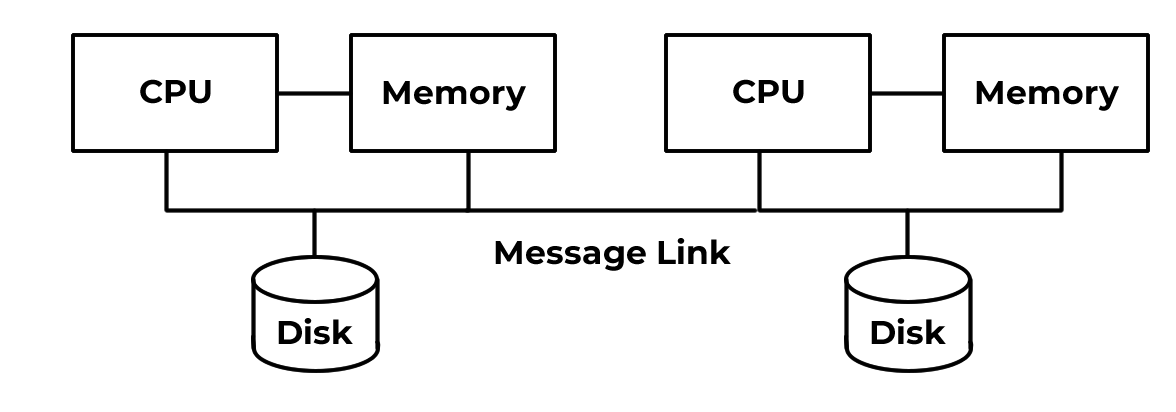 CPU
Memory
CPU
Memory
Message Link
Disk
Disk